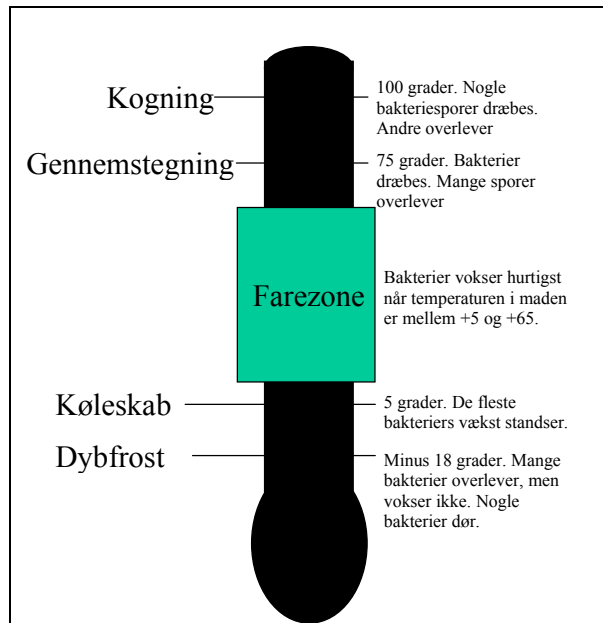 Kogning
100 grader. Nogle
bakteriesporer dræbes.
Andre overlever
Gennemstegning
75 grader. Bakterier
dræbes. Mange sporer
overlever
Farezone
Bakterier vokser hurtigst
når temperaturen i maden
er mellem +5 og +65.
Køleskab
5 grader. De fleste
bakteriers vækst standser.
Dybfrost
Minus 18 grader. Mange
bakterier overlever, men
vokser ikke. Nogle
bakterier dør.